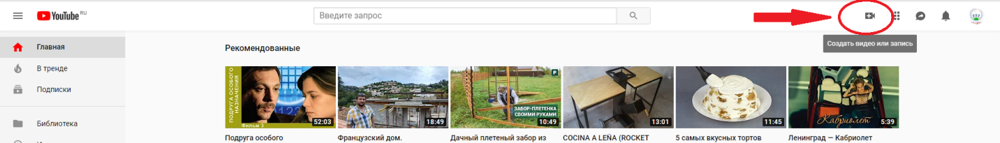 YouTube RU
Введите запрос
Создать видео или запись
Главная
В тренде
Подписки
Библиотека
Рекомендованные
ПОДРУГА ОСОБОГО
НАЗНАЧЕНИЯ
Фильм 3
52:03
Подруга особого
18:49
Французский дом.
ЗАБОР-ПЛЕТЕНКА
СВОИМИ РУКАМИ
10:49
Дачный плетеный забор из
13:01
COCINA A LEÑA (ROCKET
11:45
5 самых вкусных тортов
Кабриолет
5:39
Ленинград — Кабриолет